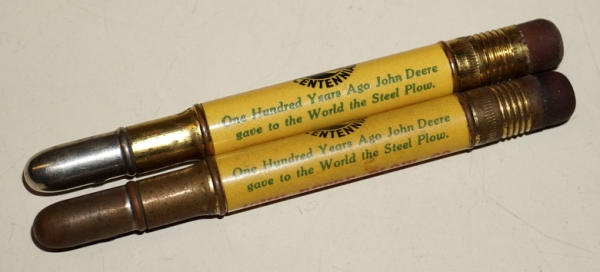 CENTENNIAL
One Hundred Years Ago John Deere
gave to the World the Steel Plow.
CENTENNIAL
One Hundred Years Ago John Deere
gave to the World the Steel Plow.